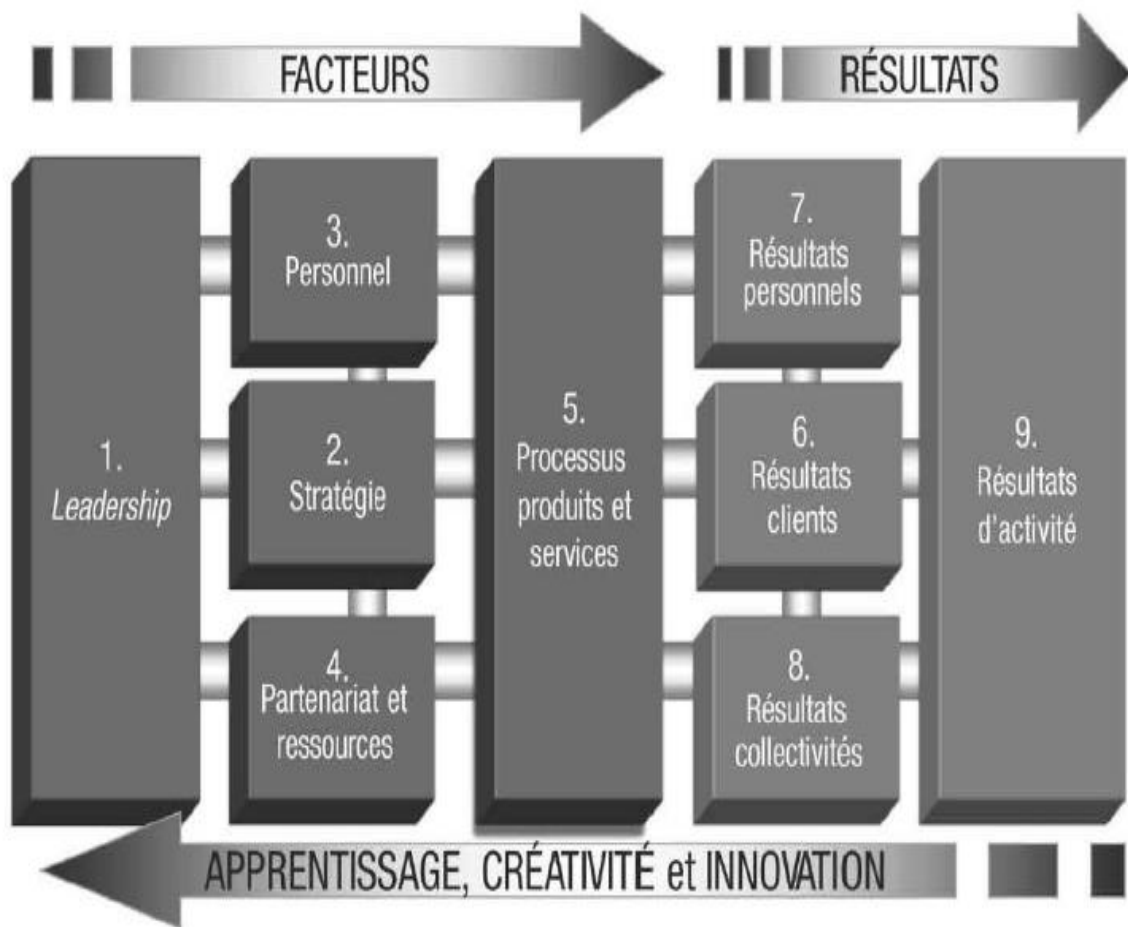 FACTEURS
RÉSULTATS
1.
Leadership
3.
Personnel
2.
Stratégie
4.
Partenariat et
ressources
5.
Processus
produits et
services
7.
Résultats
personnels
6.
Résultats
clients
8.
Résultats
collectivités
9.
Résultats
d'activité
APPRENTISSAGE, CRÉATIVITÉ et INNOVATION